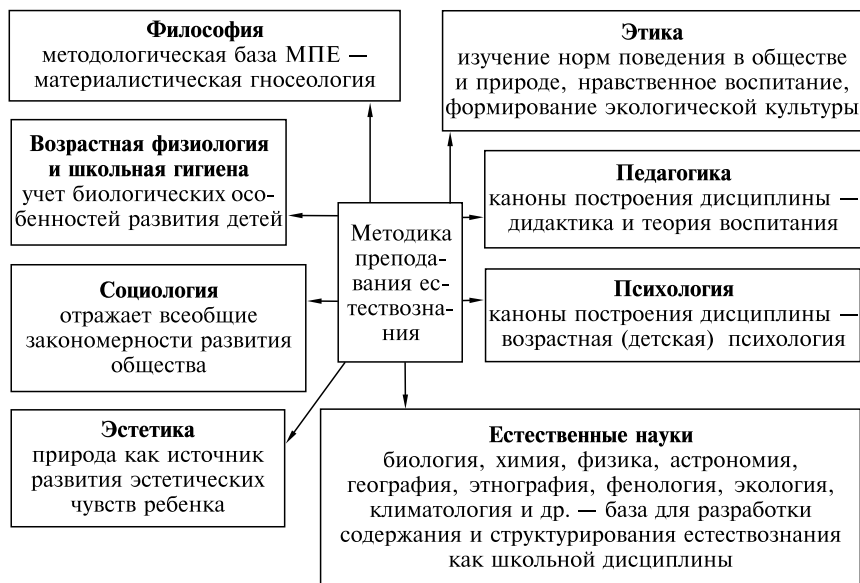 Философия
методологическая база МПЕ —
материалистическая гносеология
Этика
изучение норм поведения в обществе
и природе, нравственное воспитание,
формирование экологической культуры
Возрастная физиология
и школьная гигиена
учет биологических осо-
бенностей развития детей
Педагогика
каноны построения дисциплины —
дидактика и теория воспитания
Методика
препода-
вания ес-
тествозна-
ния
Социология
отражает всеобщие
закономерности развития
общества
Психология
каноны построения дисциплины —
возрастная (детская) психология
Эстетика
природа как источник
развития эстетических
чувств ребенка
Естественные науки
биология, химия, физика, астрономия,
география, этнография, фенология, экология,
климатология и др. — база для разработки
содержания и структурирования естествознания
как школьной дисциплины